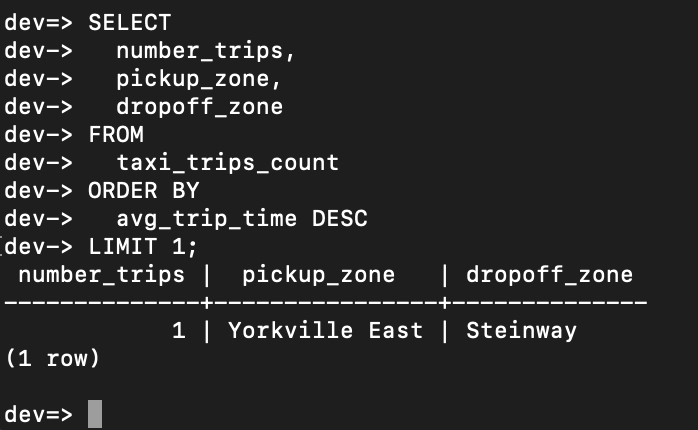 dev=> SELECT
dev->   number_trips,
dev->   pickup_zone,
dev->   dropoff_zone
dev-> FROM
dev->   taxi_trips_count
dev-> ORDER BY
dev->   avg_trip_time DESC
dev-> LIMIT 1;
 number_trips |  pickup_zone   | dropoff_zone
--------------+----------------+--------------
            1 | Yorkville East | Steinway
(1 row)
dev=>